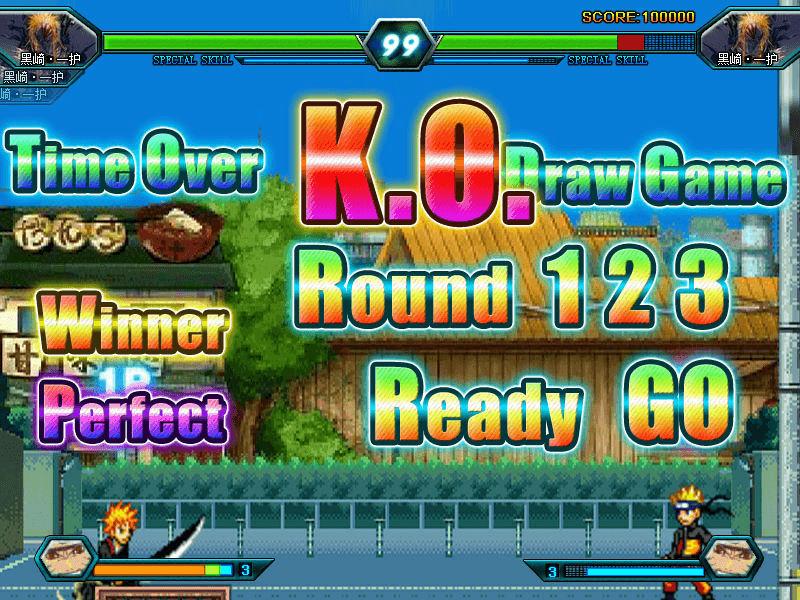 SCORE:100000
黑崎·一护
99
黑崎·一护
黑崎·一护
崎·一护
SPECIAL SKILL
SPECIAL SKILL
Time Over
K.O.
Draw Game
Round 1 2 3
Winner
甘
1P
Perfect
Ready GO
3
3